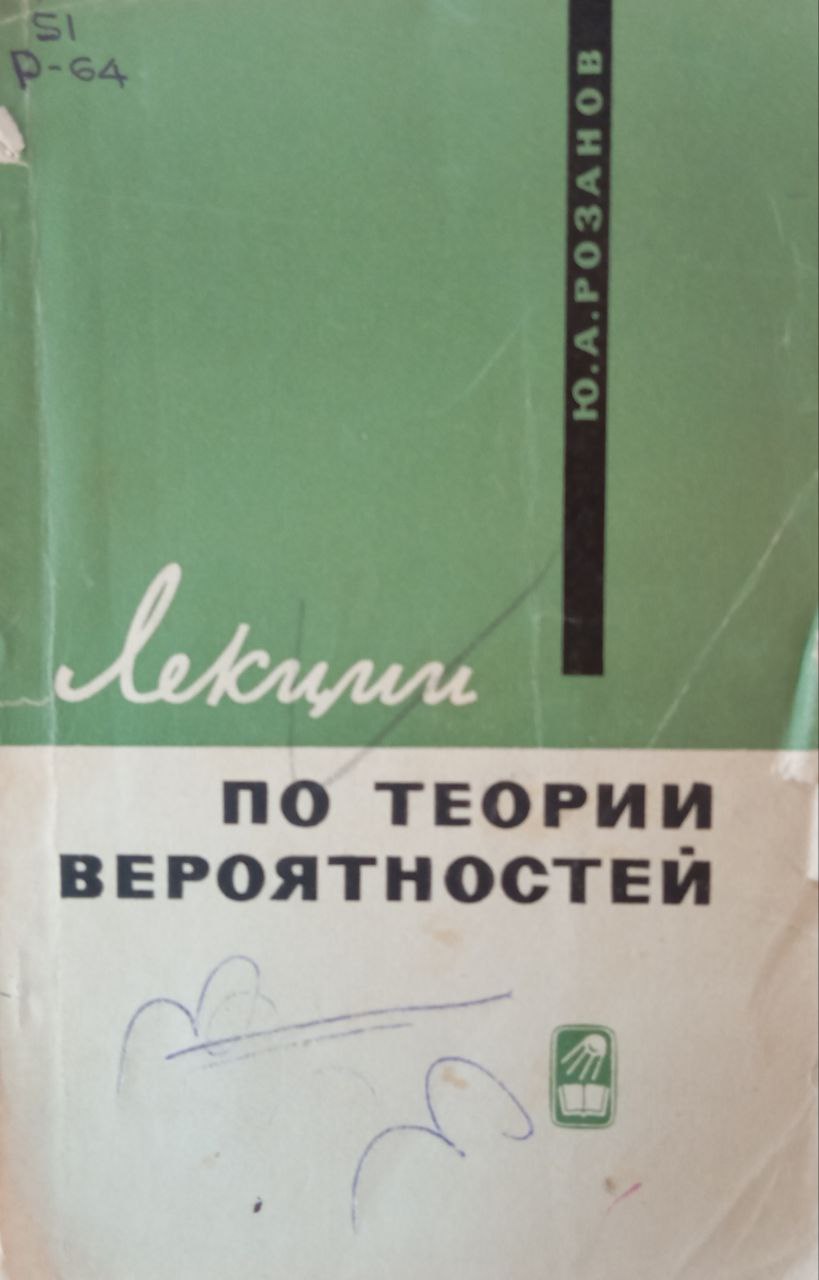 51
Р-64
Ю.А.РОЗАНОВ
Лекции
ПО ТЕОРИИ
ВЕРОЯТНОСТЕЙ